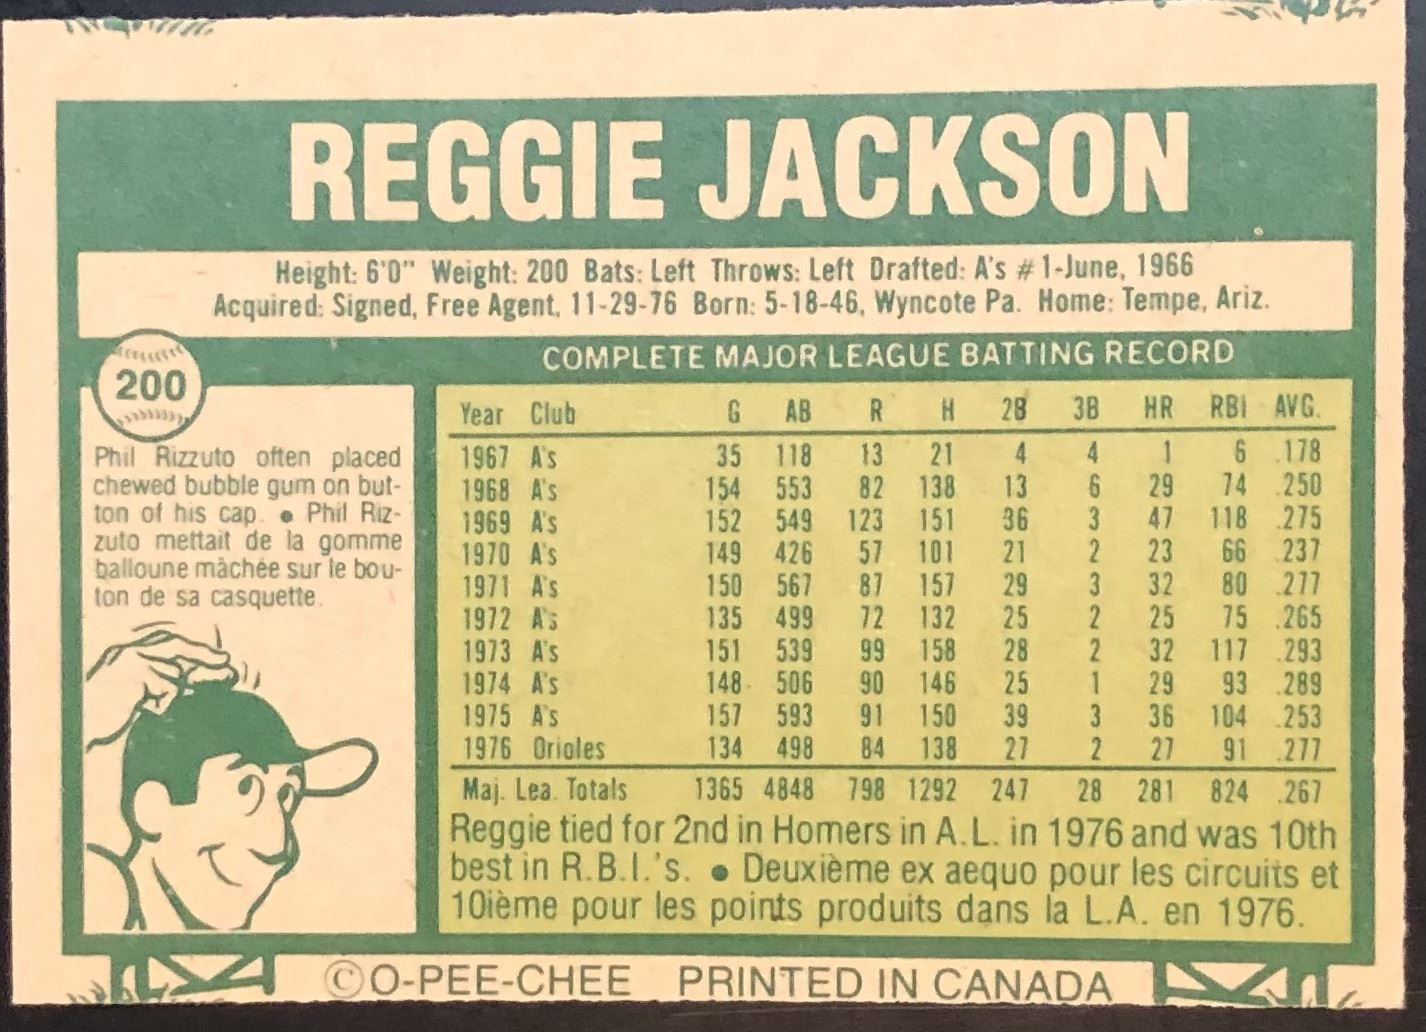 REGGIE JACKSON
Height: 6'0" Weight: 200 Bats: Left Throws: Left Drafted: A's #1-June, 1966
Acquired: Signed, Free Agent, 11-29-76 Born: 5-18-46, Wyncote Pa. Home: Tempe, Ariz.
200
Phil Rizzuto often placed
chewed bubble gum on but-
ton of his cap. • Phil Riz-
zuto mettait de la gomme
balloune mâchée sur le bou-
ton de sa casquette.
COMPLETE MAJOR LEAGUE BATTING RECORD
Year Club G AB R H 2B 3B HR RBI AVG.
1967 A's 35 118 13 21 4 4 1 6 .178
1968 A's 154 553 82 138 13 6 29 74 .250
1969 A's 152 549 123 151 36 3 47 118 .275
1970 A's 149 426 57 101 21 2 23 66 .237
1971 A's 150 567 87 157 29 3 32 80 .277
1972 A's 135 499 72 132 25 2 25 75 .265
1973 A's 151 539 99 158 28 2 32 117 .293
1974 A's 148 506 90 146 25 1 29 93 .289
1975 A's 157 593 91 150 39 3 36 104 .253
1976 Orioles 134 498 84 138 27 2 27 91 .277
Maj. Lea. Totals 1365 4848 798 1292 247 28 281 824 .267
Reggie tied for 2nd in Homers in A.L. in 1976 and was 10th
best in R.B.I.'s. • Deuxième ex aequo pour les circuits et
10ième pour les points produits dans la L.A. en 1976.
©O-PEE-CHEE PRINTED IN CANADA